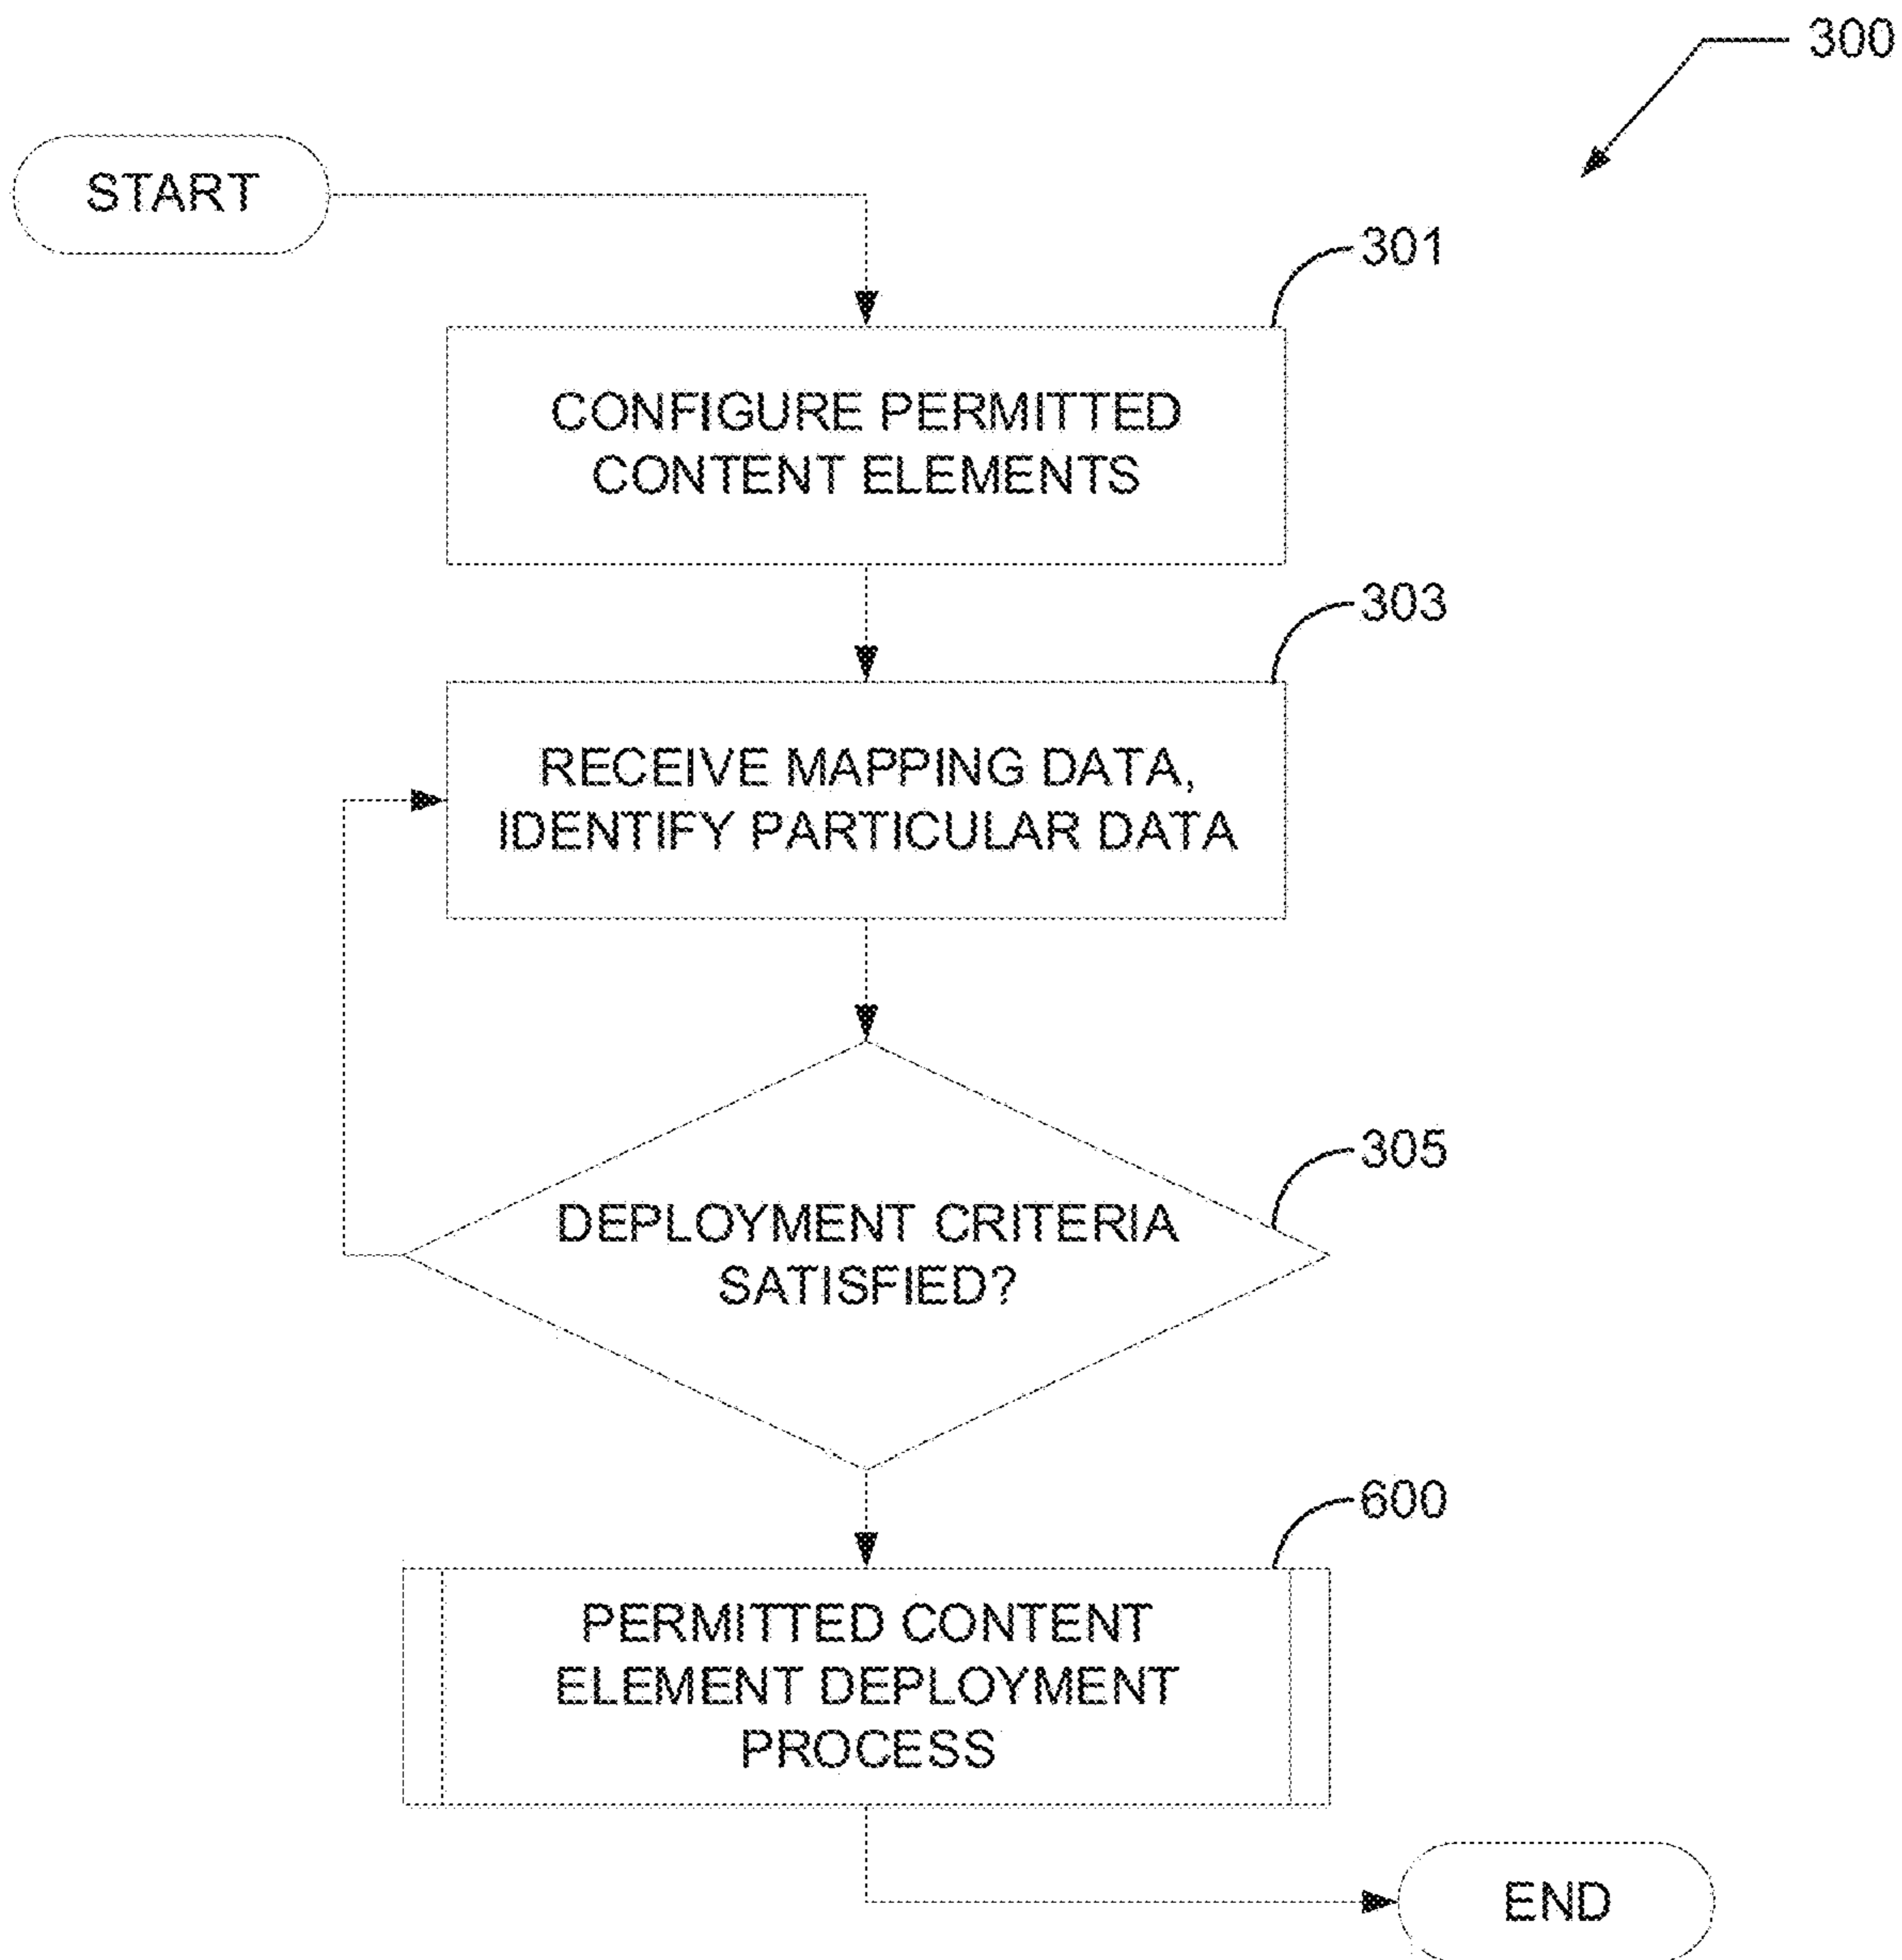 300
START
301
CONFIGURE PERMITTED
CONTENT ELEMENTS
303
RECEIVE MAPPING DATA,
IDENTIFY PARTICULAR DATA
305
DEPLOYMENT CRITERIA
SATISFIED?
600
PERMITTED CONTENT
ELEMENT DEPLOYMENT
PROCESS
END